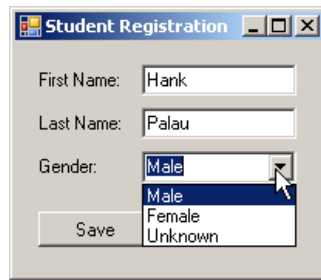 Student Registration
First Name: Hank
Last Name: Palau
Gender: Male
Male
Female
Unknown
Save